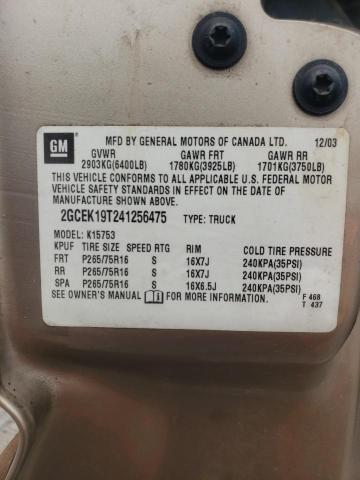 GM
MFD BY GENERAL MOTORS OF CANADA LTD. 12/03
GVWR GAWR FRT GAWR RR
2903KG(6400LB) 1780KG(3925LB) 1701KG(3750LB)
THIS VEHICLE CONFORMS TO ALL APPLICABLE U.S. FEDERAL MOTOR
VEHICLE SAFETY STANDARDS IN EFFECT ON THE DATE OF
MANUFACTURE SHOWN ABOVE.
2GCEK19T241256475 TYPE: TRUCK
MODEL: K15753
KPUF TIRE SIZE SPEED RTG RIM COLD TIRE PRESSURE
FRT P265/75R16 S 16X7J 240KPA(35PSI)
RR P265/75R16 S 16X7J 240KPA(35PSI)
SPA P265/75R16 S 16X6.5J 240KPA(35PSI)
SEE OWNER'S MANUAL FOR MORE INFORMATION
F 468
T 437